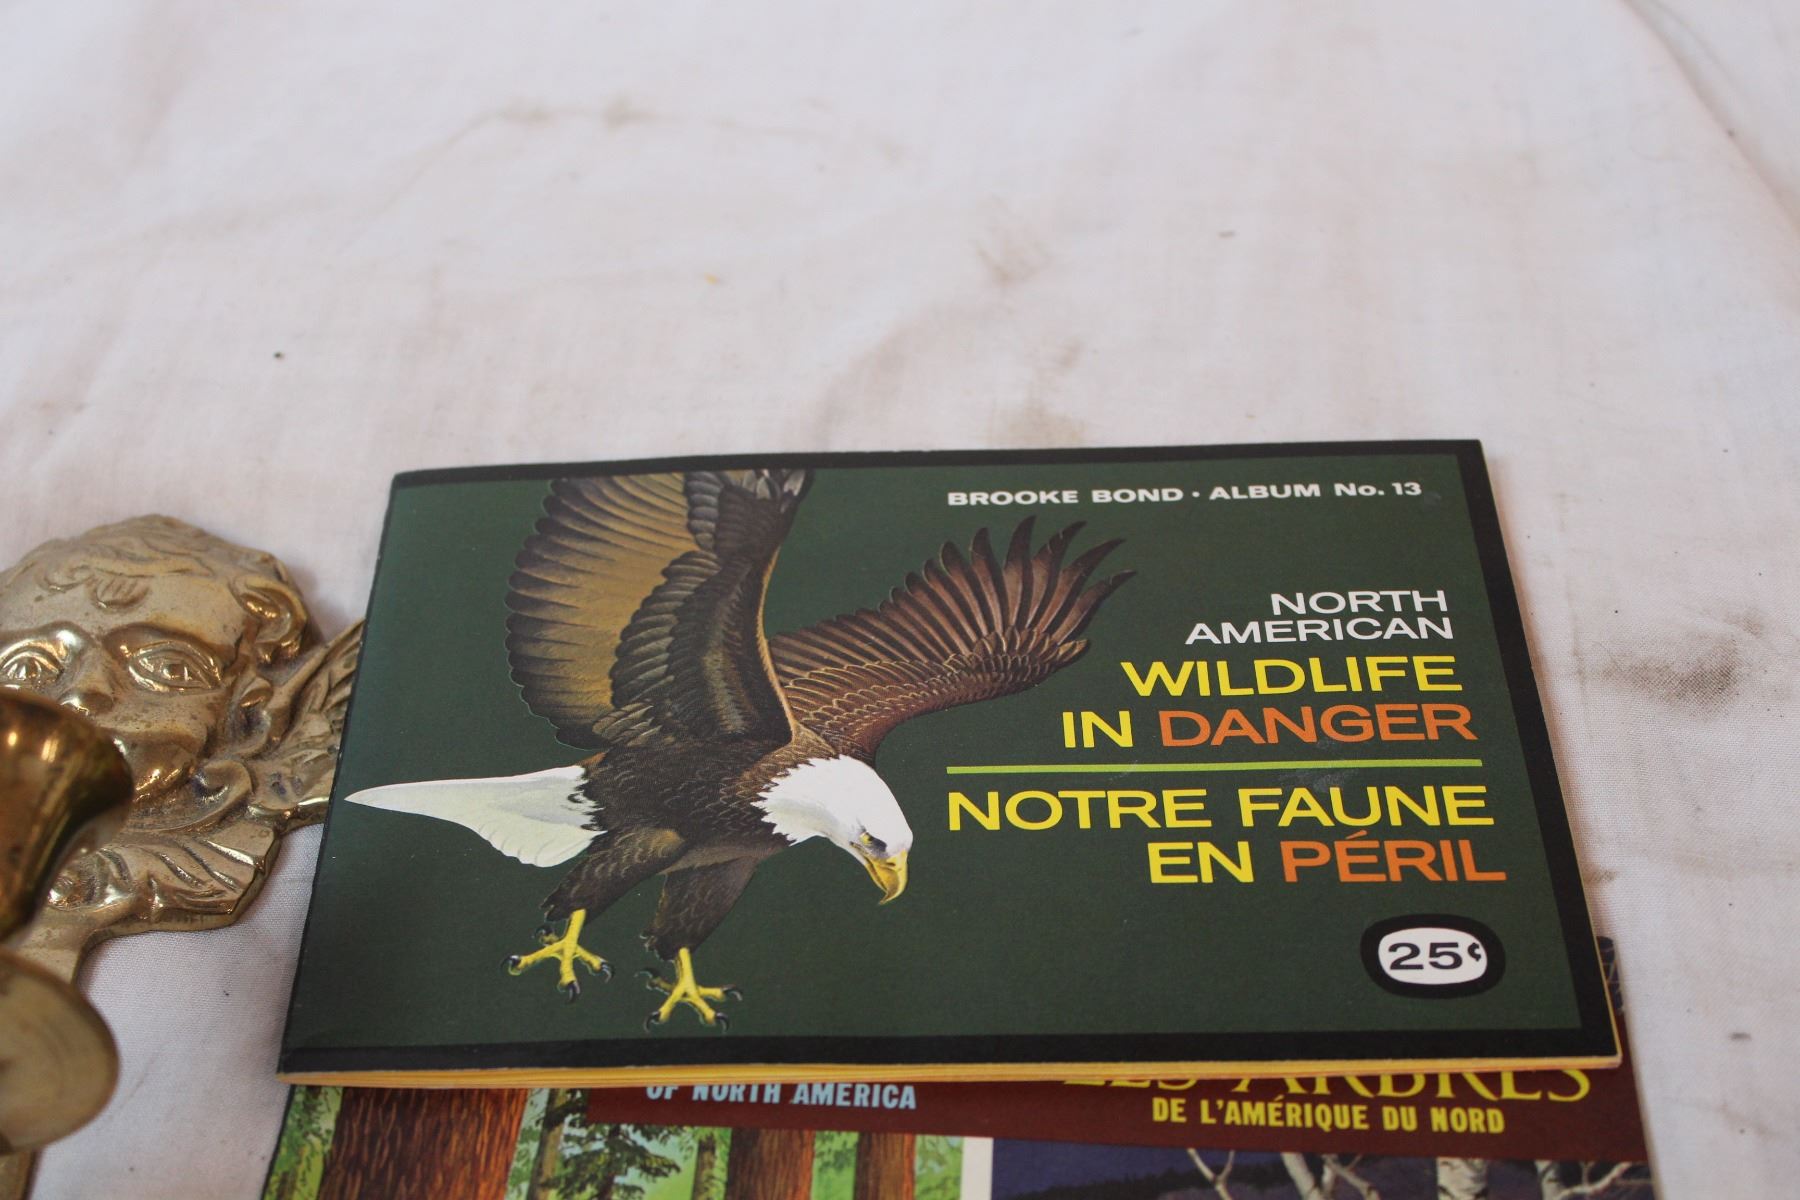 BROOKE BOND · ALBUM No. 13
NORTH
AMERICAN
WILDLIFE
IN DANGER
NOTRE FAUNE
EN PÉRIL
25¢
OF NORTH AMERICA
LES ARBRES
DE L'AMÉRIQUE DU NORD